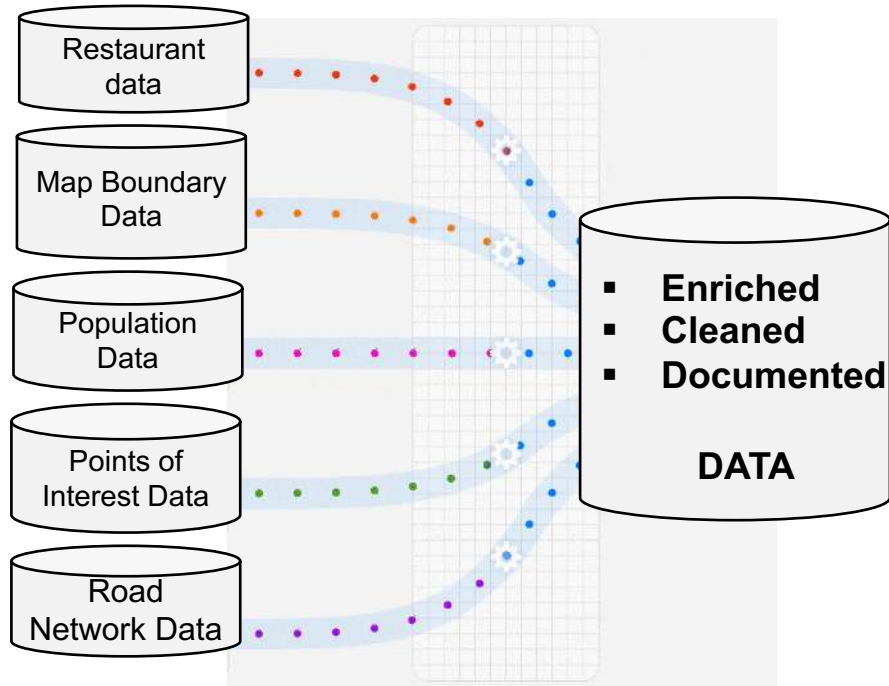 Restaurant
data
Map Boundary
Data
Population
Data
Points of
Interest Data
Road
Network Data
▪ Enriched
▪ Cleaned
▪ Documented
DATA